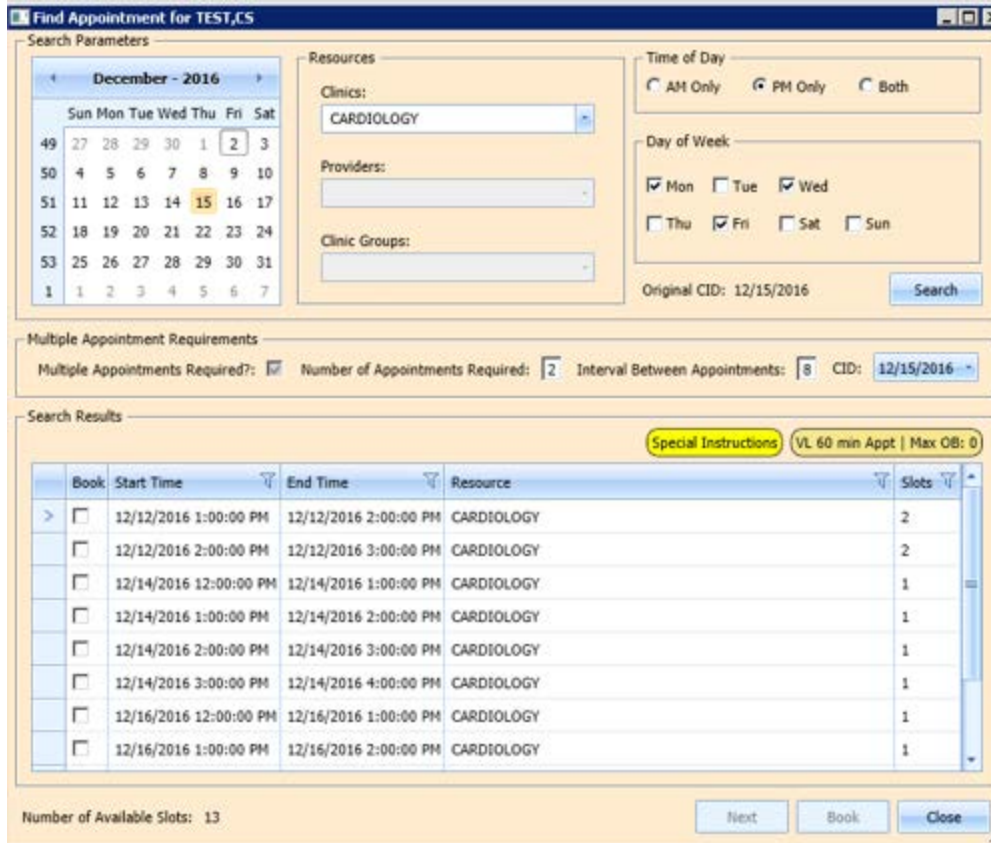 Find Appointment for TEST,CS
Search Parameters
December - 2016
Sun Mon Tue Wed Thu Fri Sat
49 27 28 29 30 1 2 3
50 4 5 6 7 8 9 10
51 11 12 13 14 15 16 17
52 18 19 20 21 22 23 24
53 25 26 27 28 29 30 31
1 1 2 3 4 5 6 7
Resources
Clinics:
CARDIOLOGY
Providers:
Clinic Groups:
Time of Day
AM Only PM Only Both
Day of Week
Mon Tue Wed
Thu Fri Sat Sun
Original CID: 12/15/2016 Search
Multiple Appointment Requirements
Multiple Appointments Required?: Number of Appointments Required: 2 Interval Between Appointments: 8 CID: 12/15/2016
Search Results
Special Instructions VL 60 min Appt | Max OB: 0
Book Start Time End Time Resource Slots
12/12/2016 1:00:00 PM 12/12/2016 2:00:00 PM CARDIOLOGY 2
12/12/2016 2:00:00 PM 12/12/2016 3:00:00 PM CARDIOLOGY 2
12/14/2016 12:00:00 PM 12/14/2016 1:00:00 PM CARDIOLOGY 1
12/14/2016 1:00:00 PM 12/14/2016 2:00:00 PM CARDIOLOGY 1
12/14/2016 2:00:00 PM 12/14/2016 3:00:00 PM CARDIOLOGY 1
12/14/2016 3:00:00 PM 12/14/2016 4:00:00 PM CARDIOLOGY 1
12/16/2016 12:00:00 PM 12/16/2016 1:00:00 PM CARDIOLOGY 1
12/16/2016 1:00:00 PM 12/16/2016 2:00:00 PM CARDIOLOGY 1
Number of Available Slots: 13 Next Book Close